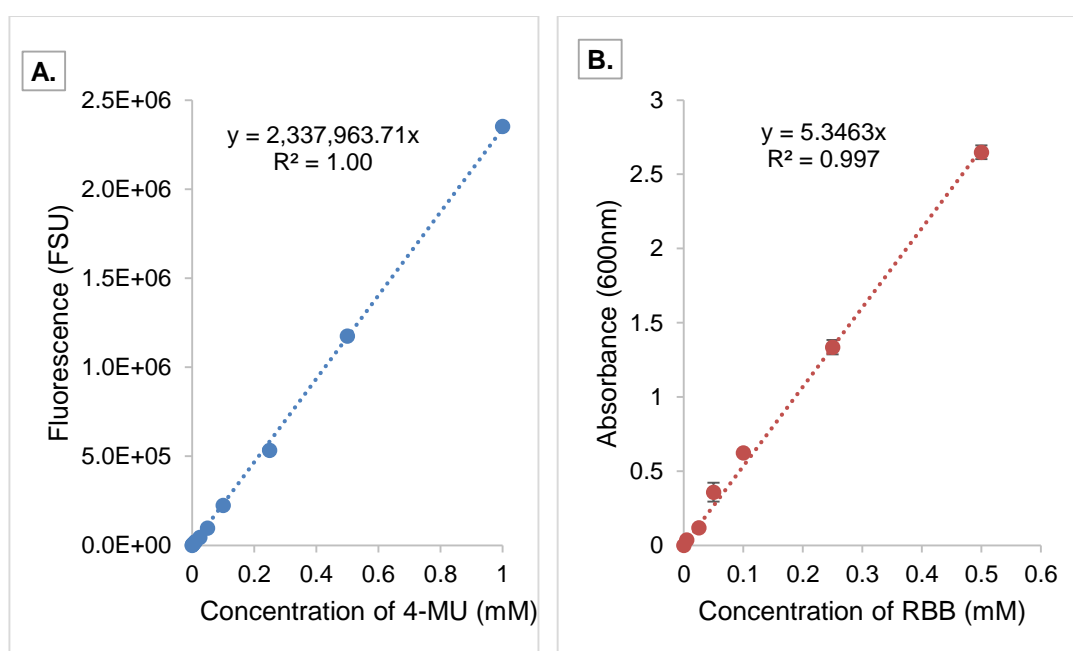 A.
2.5E+06
2.0E+06
1.5E+06
1.0E+06
5.0E+05
0.0E+00
Fluorescence (FSU)
y = 2,337,963.71x
R² = 1.00
0 0.2 0.4 0.6 0.8 1
Concentration of 4-MU (mM)
B.
3
2.5
2
1.5
1
0.5
0
Absorbance (600nm)
y = 5.3463x
R² = 0.997
0 0.1 0.2 0.3 0.4 0.5 0.6
Concentration of RBB (mM)